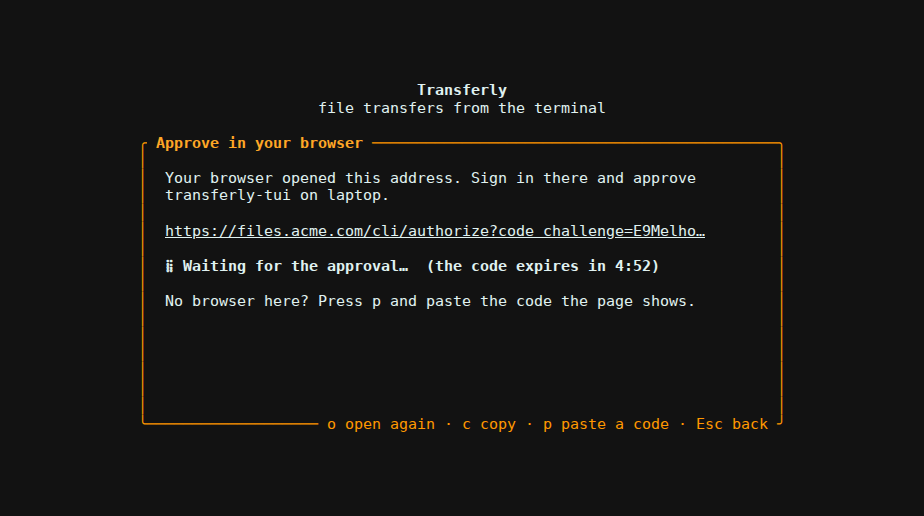 Transferly
file transfers from the terminal
Approve in your browser
Your browser opened this address. Sign in there and approve
transferly-tui on laptop.
https://files.acme.com/cli/authorize?code_challenge=E9Melho…
Waiting for the approval… (the code expires in 4:52)
No browser here? Press p and paste the code the page shows.
o open again · c copy · p paste a code · Esc back